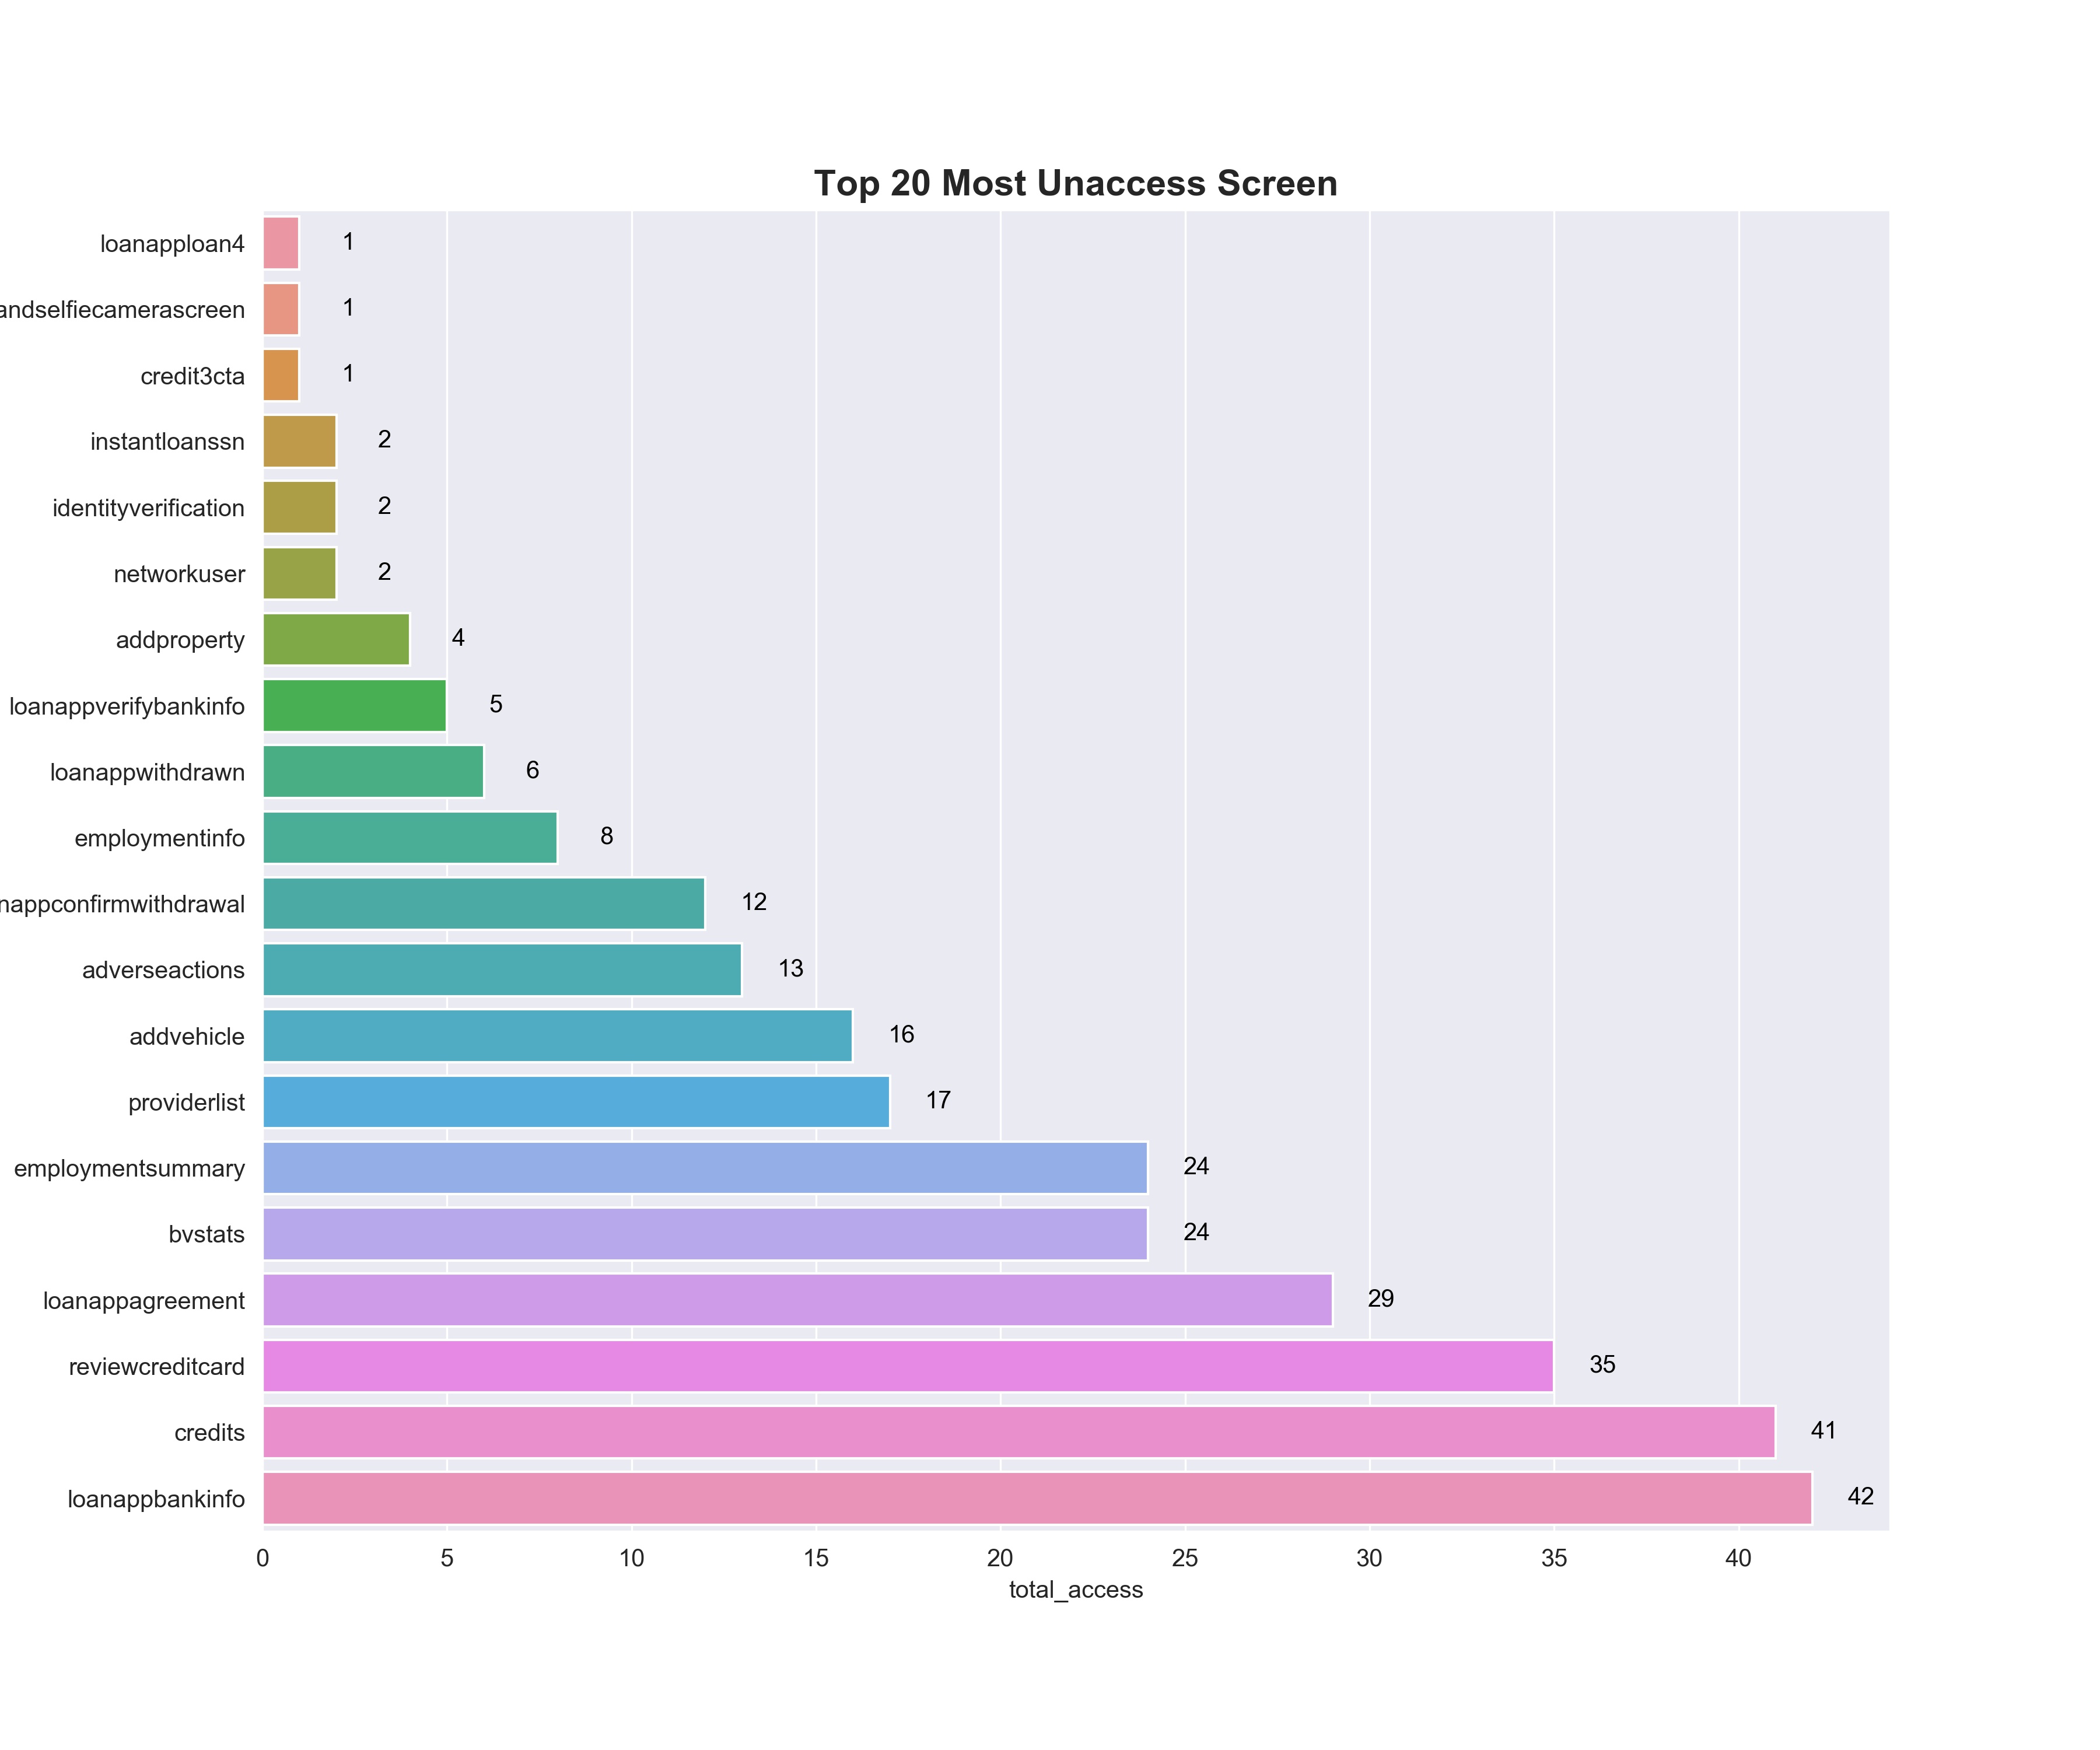 Top 20 Most Unaccess Screen
loanapploan4 1
andselfiecamerascreen 1
credit3cta 1
instantloanssn 2
identityverification 2
networkuser 2
addproperty 4
loanappverifybankinfo 5
loanappwithdrawn 6
employmentinfo 8
nappconfirmwithdrawal 12
adverseactions 13
addvehicle 16
providerlist 17
employmentsummary 24
bvstats 24
loanappagreement 29
reviewcreditcard 35
credits 41
loanappbankinfo 42
0 5 10 15 20 25 30 35 40
total_access